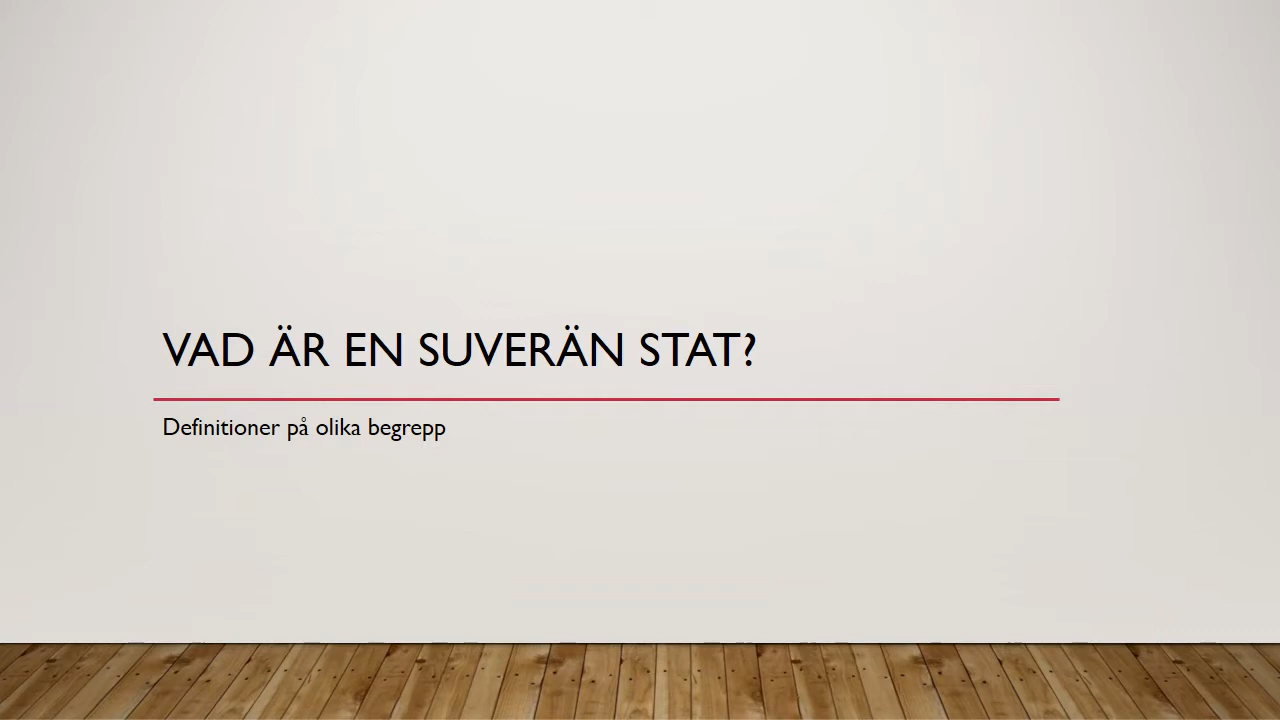 VAD ÄR EN SUVERÄN STAT?
Definitioner på olika begrepp